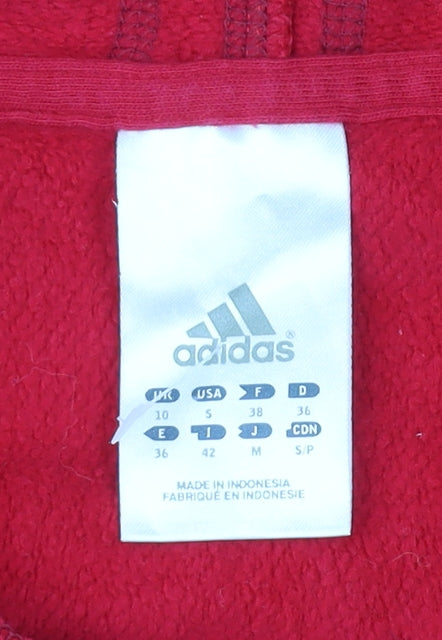 adidas®
UK USA F D
10 S 38 36
E I J CDN
36 42 M S/P
MADE IN INDONESIA
FABRIQUÉ EN INDONESIE